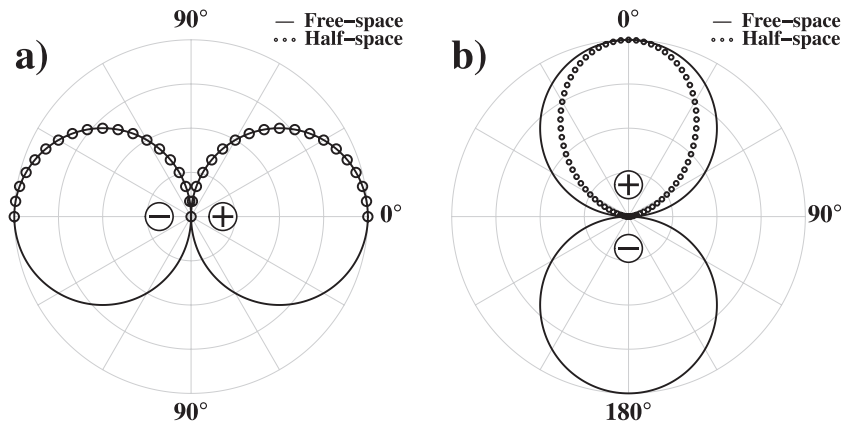 a)
90°
— Free–space
∘∘∘ Half–space
− +
0°
90°
b)
0°
— Free–space
∘∘∘ Half–space
+
90°
−
180°